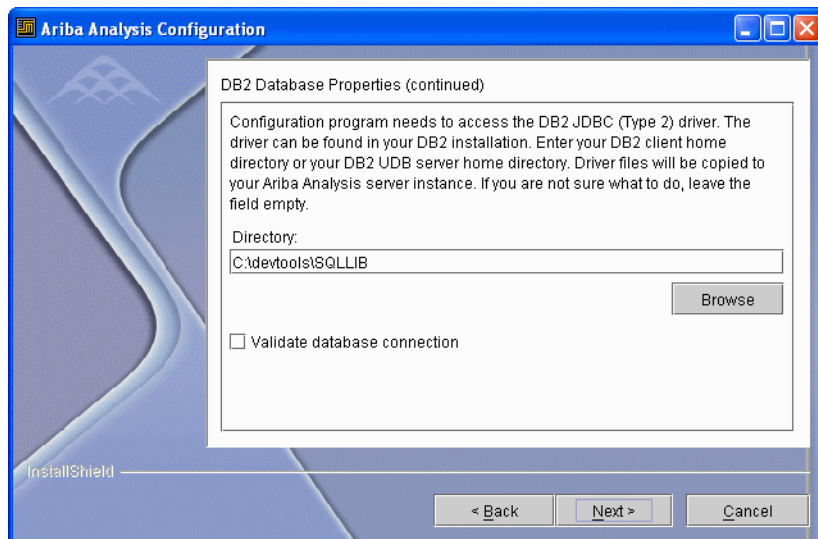 Ariba Analysis Configuration
DB2 Database Properties (continued)
Configuration program needs to access the DB2 JDBC (Type 2) driver. The
driver can be found in your DB2 installation. Enter your DB2 client home
directory or your DB2 UDB server home directory. Driver files will be copied to
your Ariba Analysis server instance. If you are not sure what to do, leave the
field empty.
Directory:
C:\devtools\SQLLIB
Browse
Validate database connection
InstallShield
< Back
Next >
Cancel